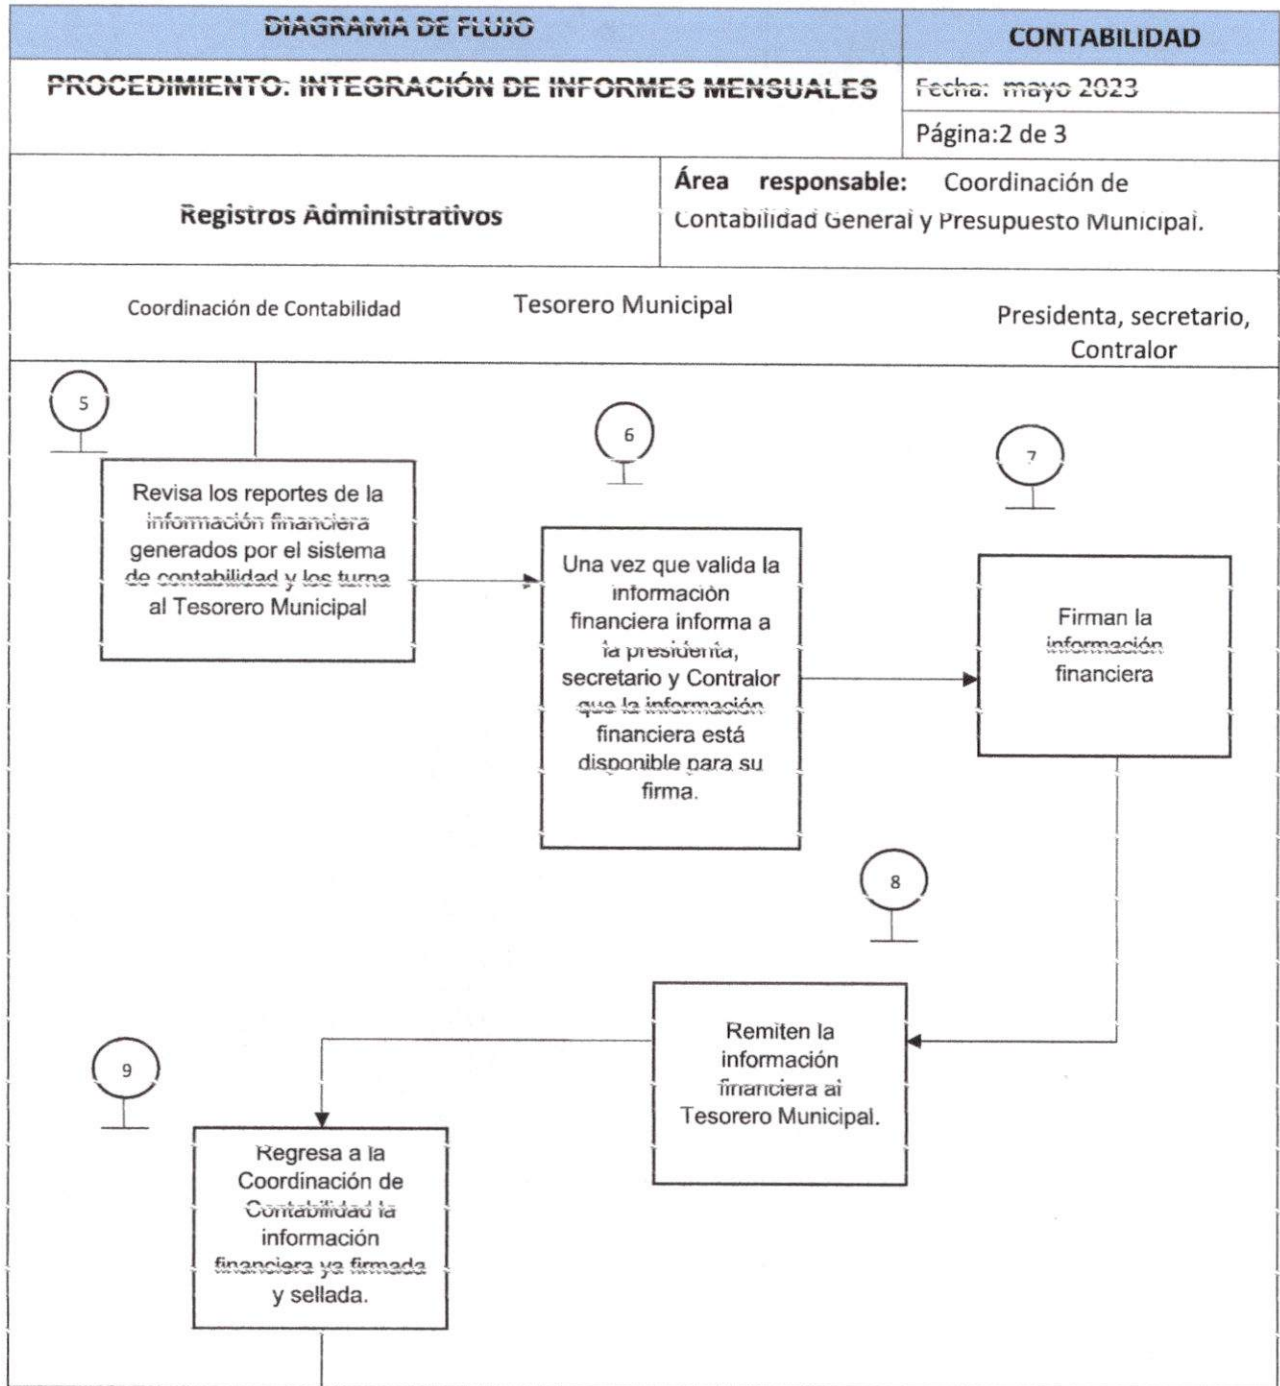 DIAGRAMA DE FLUJO
CONTABILIDAD
PROCEDIMIENTO: INTEGRACIÓN DE INFORMES MENSUALES
Fecha: mayo 2023
Página:2 de 3
Registros Administrativos
Área responsable: Coordinación de
Contabilidad General y Presupuesto Municipal.
Coordinación de Contabilidad
Tesorero Municipal
Presidenta, secretario,
Contralor
5
Revisa los reportes de la
información financiera
generados por el sistema
de contabilidad y los turna
al Tesorero Municipal
6
Una vez que valida la
información
financiera informa a
la presidenta,
secretario y Contralor
que la información
financiera está
disponible para su
firma.
7
Firman la
información
financiera
8
Remiten la
información
financiera al
Tesorero Municipal.
9
Regresa a la
Coordinación de
Contabilidad la
información
financiera ya firmada
y sellada.